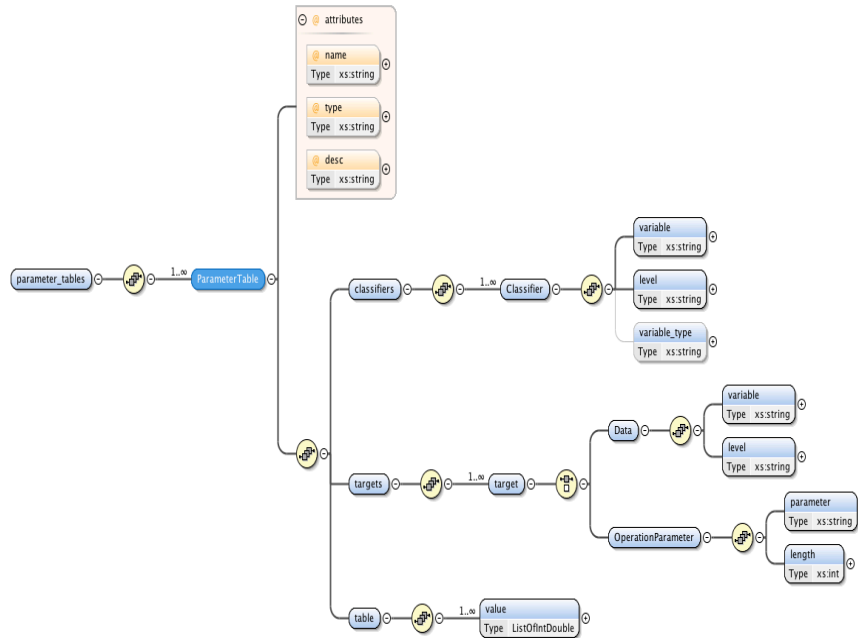 @ attributes
@ name
Type xs:string
@ type
Type xs:string
@ desc
Type xs:string
parameter_tables
1..∞
ParameterTable
classifiers
1..∞
Classifier
variable
Type xs:string
level
Type xs:string
variable_type
Type xs:string
targets
1..∞
target
Data
variable
Type xs:string
level
Type xs:string
OperationParameter
parameter
Type xs:string
length
Type xs:int
table
1..∞
value
Type ListOfIntDouble